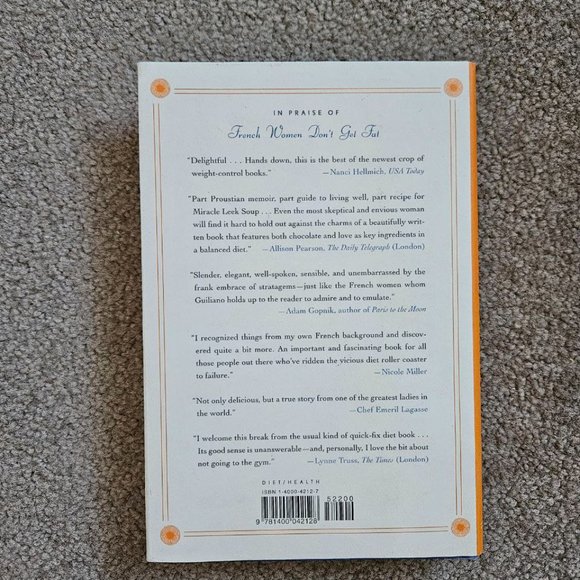 IN PRAISE OF
French Women Don't Get Fat
"Delightful . . . Hands down, this is the best of the newest crop of
weight-control books." —Nanci Hellmich, USA Today
"Part Proustian memoir, part guide to living well, part recipe for
Miracle Leek Soup . . . Even the most skeptical and envious woman
will find it hard to hold out against the charms of a beautifully writ-
ten book that features both chocolate and love as key ingredients in
a balanced diet." —Allison Pearson, The Daily Telegraph (London)
"Slender, elegant, well-spoken, sensible, and unembarrassed by the
frank embrace of stratagems—just like the French women whom
Guiliano holds up to the reader to admire and to emulate."
—Adam Gopnik, author of Paris to the Moon
"I recognized things from my own French background and discov-
ered quite a bit more. An important and fascinating book for all
those people out there who've ridden the vicious diet roller coaster
to failure." —Nicole Miller
"Not only delicious, but a true story from one of the greatest ladies in
the world." —Chef Emeril Lagasse
"I welcome this break from the usual kind of quick-fix diet book . . .
Its good sense is unanswerable—and, personally, I love the bit about
not going to the gym." —Lynne Truss, The Times (London)
DIET/HEALTH
ISBN 1-4000-4212-7
52200
9 781400 042128